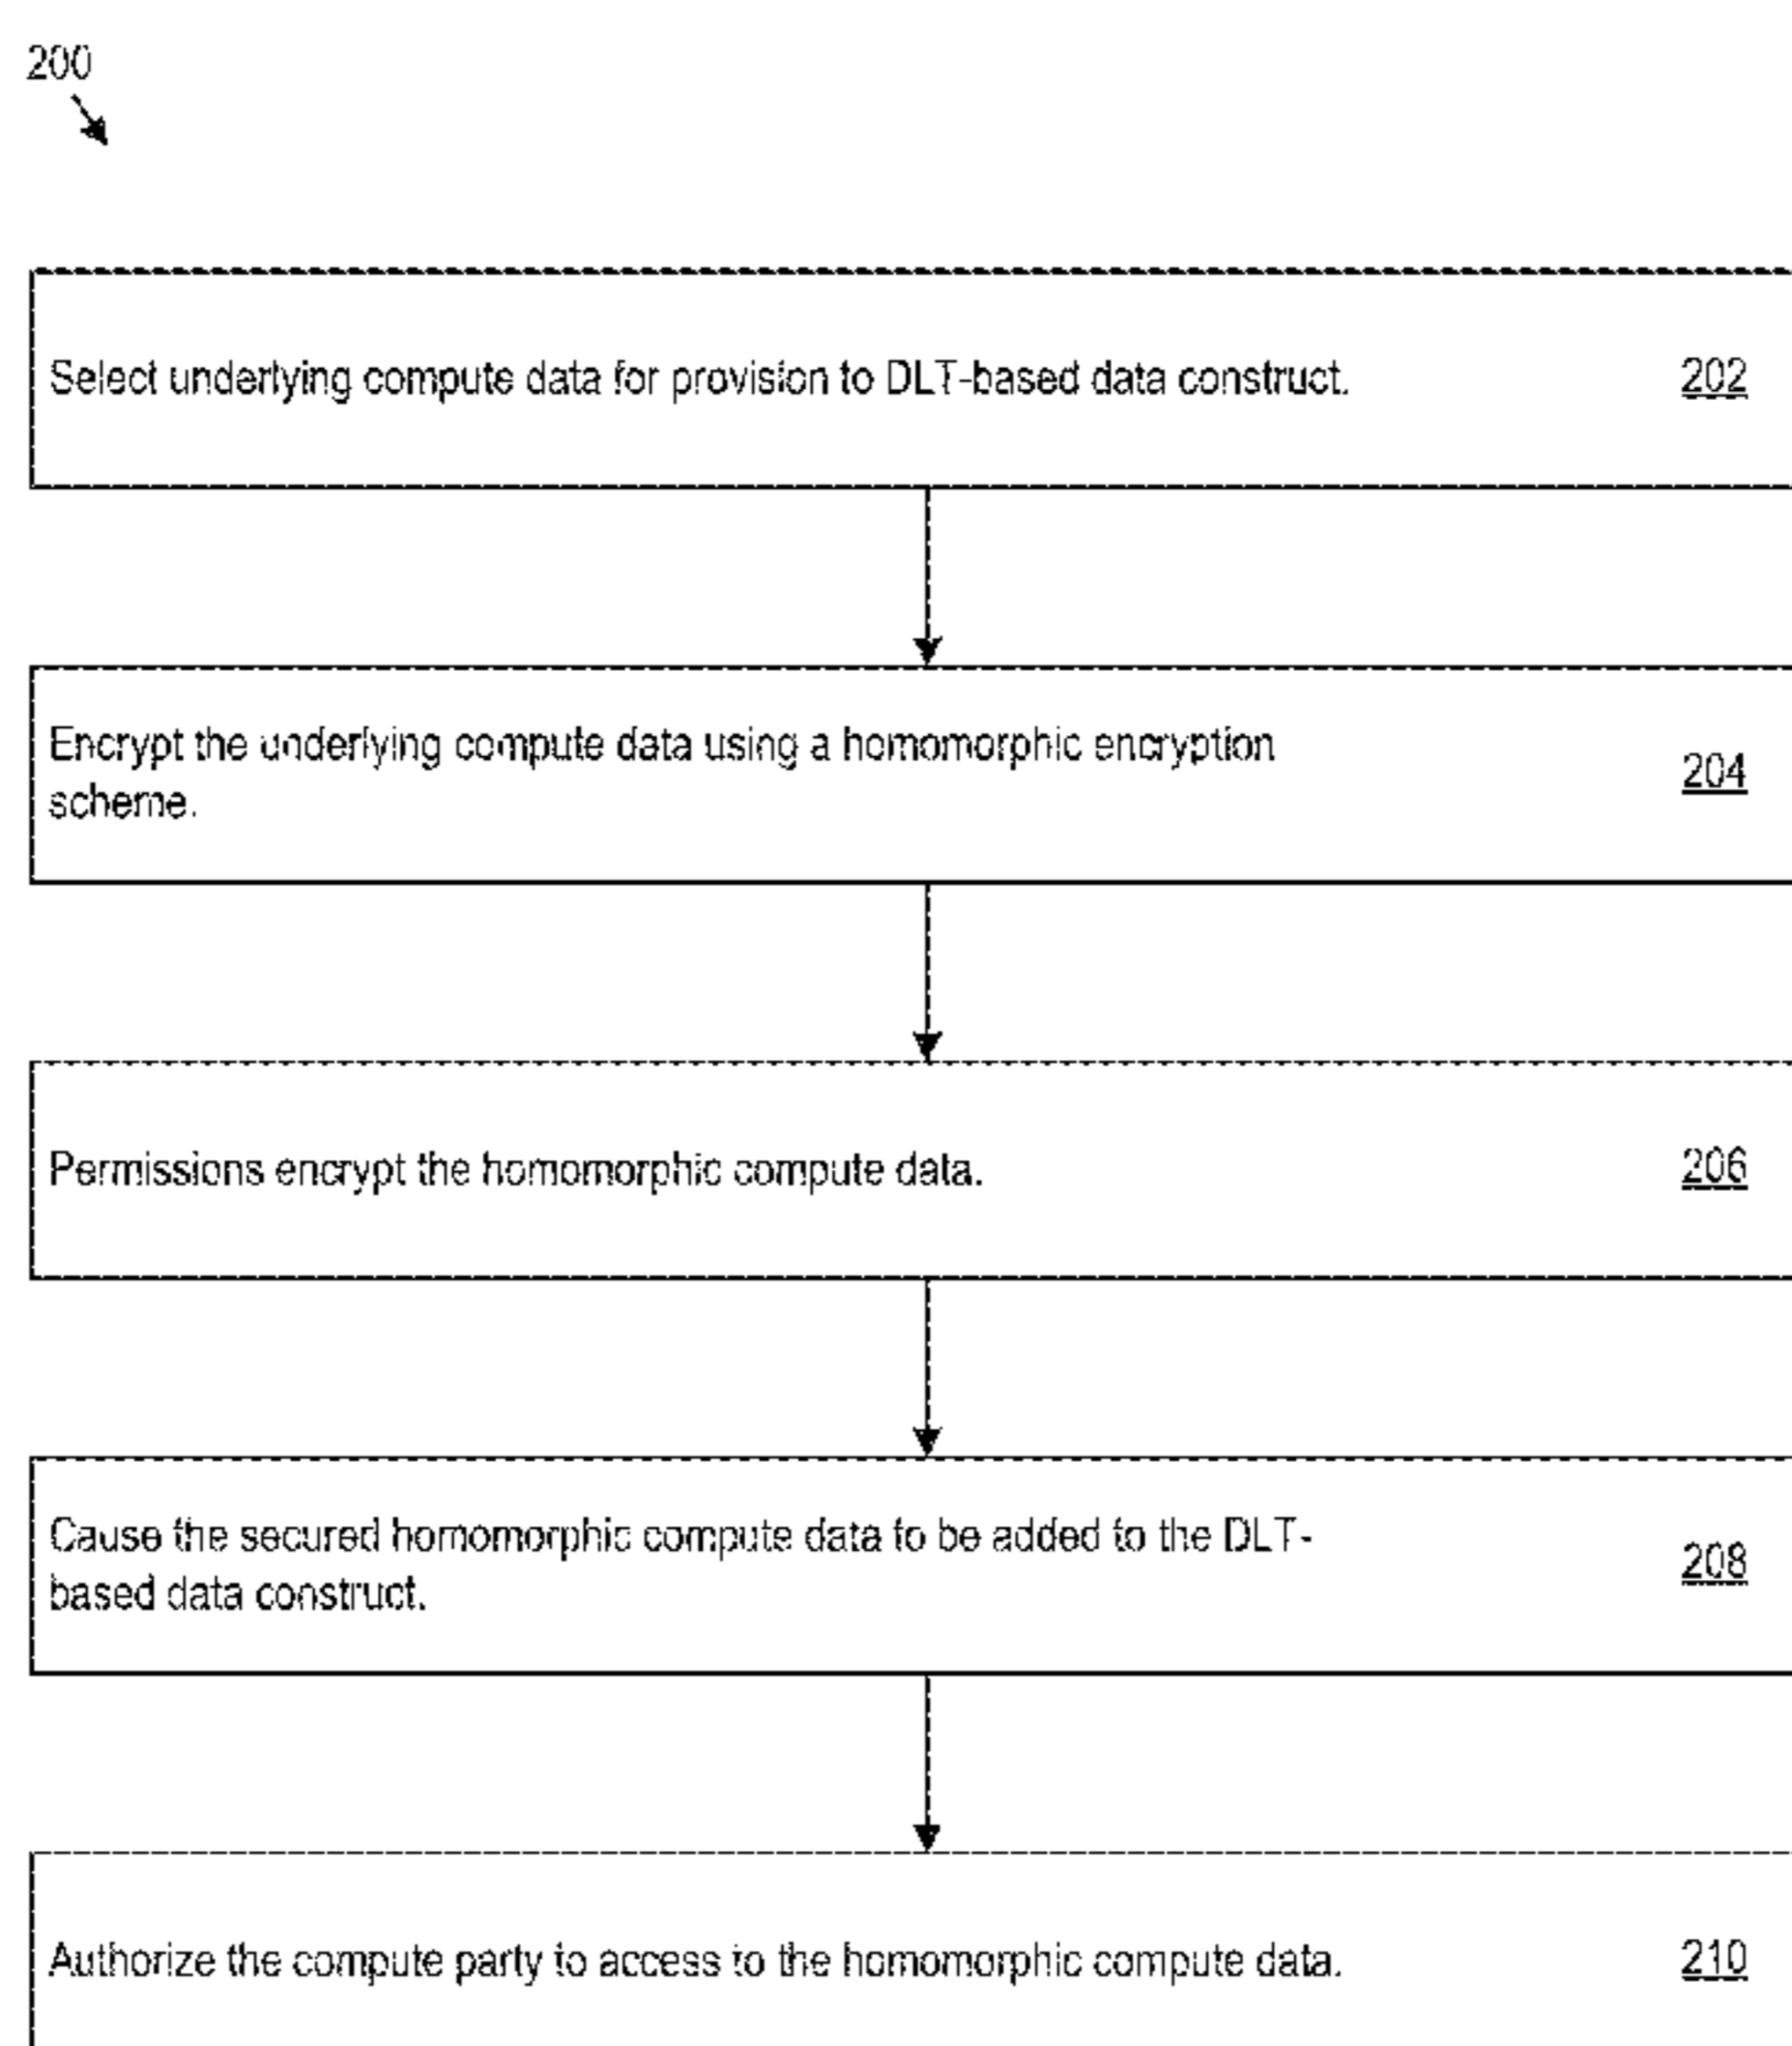 200
Select underlying compute data for provision to DLT-based data construct.
202
Encrypt the underlying compute data using a homomorphic encryption
scheme.
204
Permissions encrypt the homomorphic compute data.
206
Cause the secured homomorphic compute data to be added to the DLT-
based data construct.
208
Authorize the compute party to access to the homomorphic compute data.
210